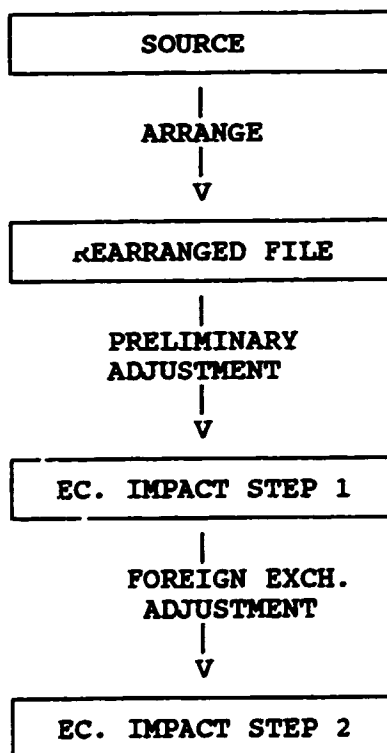 SOURCE
ARRANGE
V
REARRANGED FILE
PRELIMINARY
ADJUSTMENT
V
EC. IMPACT STEP 1
FOREIGN EXCH.
ADJUSTMENT
V
EC. IMPACT STEP 2